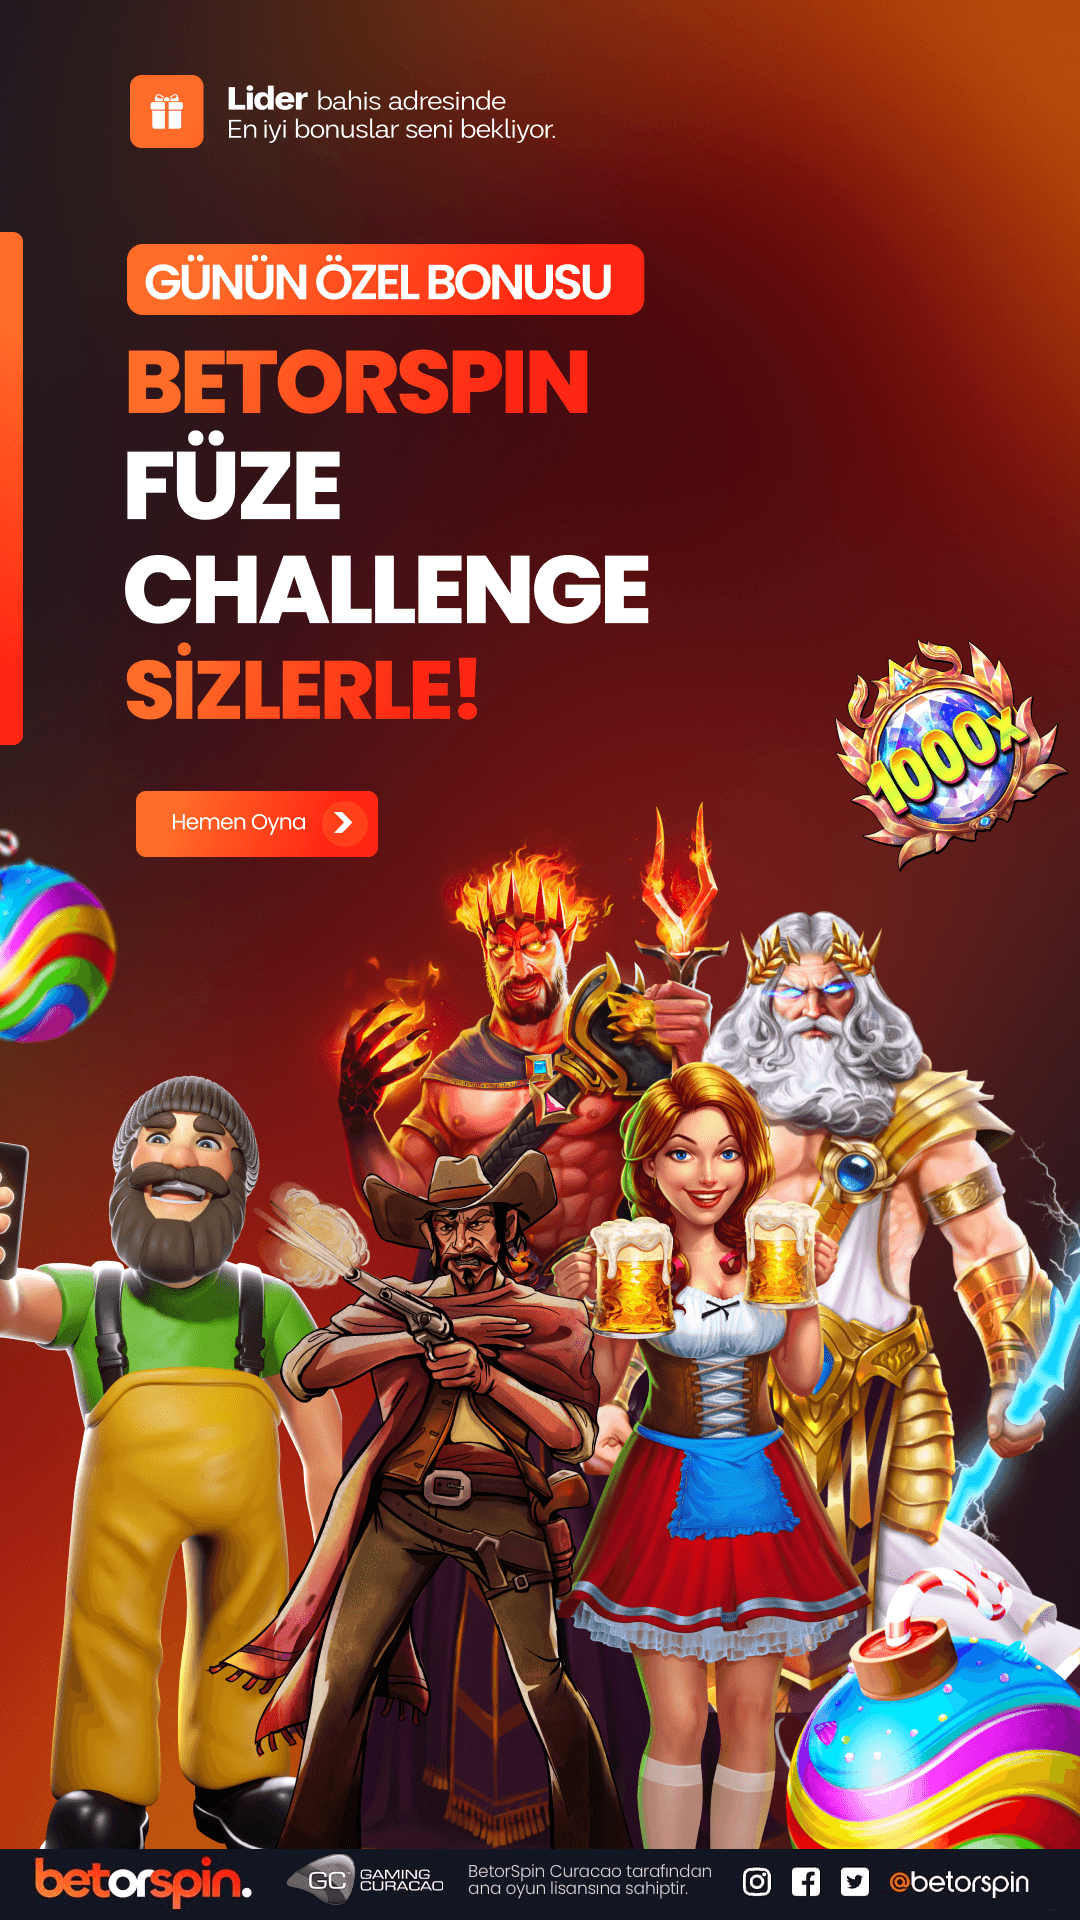 Lider bahis adresinde
En iyi bonuslar seni bekliyor.
GÜNÜN ÖZEL BONUSU
BETORSPIN
FÜZE
CHALLENGE
SİZLERLE!
1000x
Hemen Oyna
betorspin.
GC GAMING
CURACAO
BetorSpin Curacao tarafından
ana oyun lisansına sahiptir.
@betorspin